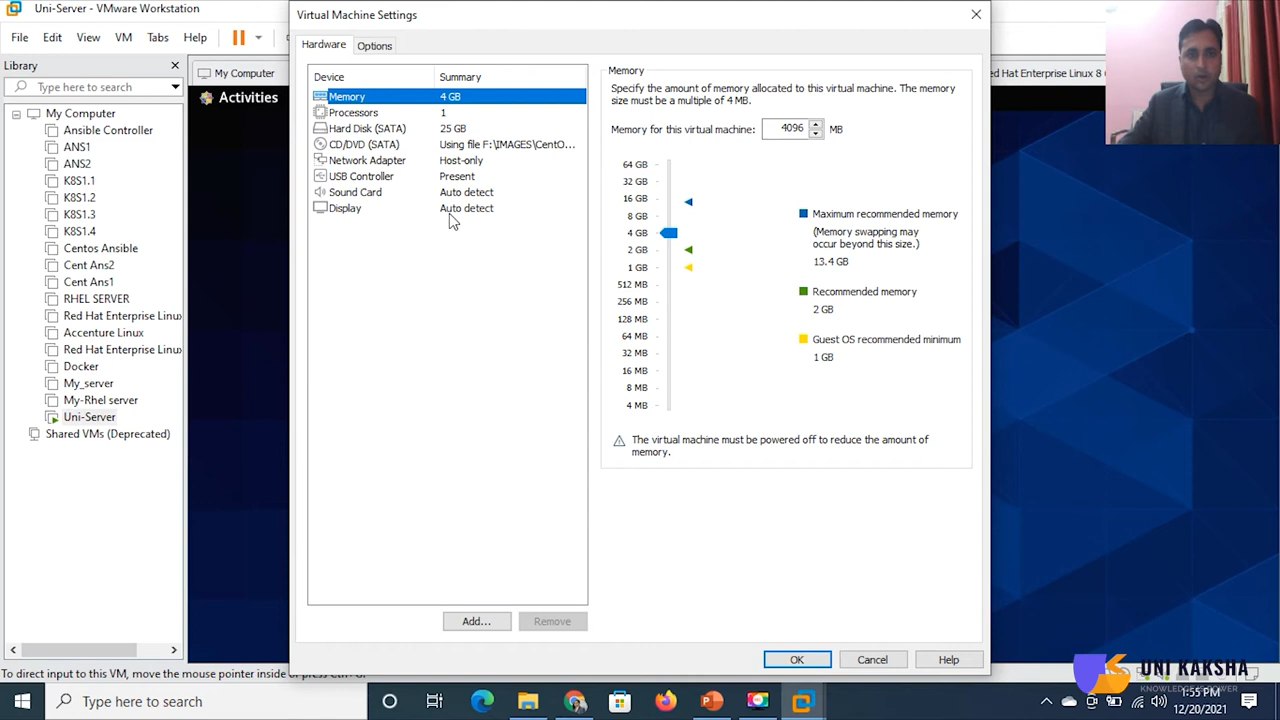 Uni-Server - VMware Workstation
File Edit View VM Tabs Help
Library
Type here to search
My Computer
Ansible Controller
ANS1
ANS2
K8S1.1
K8S1.2
K8S1.3
K8S1.4
Centos Ansible
Cent Ans2
Cent Ans1
RHEL SERVER
Red Hat Enterprise Linux
Accenture Linux
Red Hat Enterprise Linux
Docker
My_server
My-Rhel server
Uni-Server
Shared VMs (Deprecated)
My Computer
Activities
Virtual Machine Settings
Hardware Options
Device Summary
Memory 4 GB
Processors 1
Hard Disk (SATA) 25 GB
CD/DVD (SATA) Using file F:\IMAGES\CentO...
Network Adapter Host-only
USB Controller Present
Sound Card Auto detect
Display Auto detect
Add... Remove
Memory
Specify the amount of memory allocated to this virtual machine. The memory
size must be a multiple of 4 MB.
Memory for this virtual machine: 4096 MB
64 GB
32 GB
16 GB
8 GB
4 GB
2 GB
1 GB
512 MB
256 MB
128 MB
64 MB
32 MB
16 MB
8 MB
4 MB
Maximum recommended memory
(Memory swapping may
occur beyond this size.)
13.4 GB
Recommended memory
2 GB
Guest OS recommended minimum
1 GB
The virtual machine must be powered off to reduce the amount of
memory.
OK Cancel Help
ed Hat Enterprise Linux 8
To direct input to this VM, move the mouse pointer inside or press Ctrl+G.
UNI KAKSHA
KNOWLEDGE IS POWER
Type here to search
5:55 PM
12/20/2021